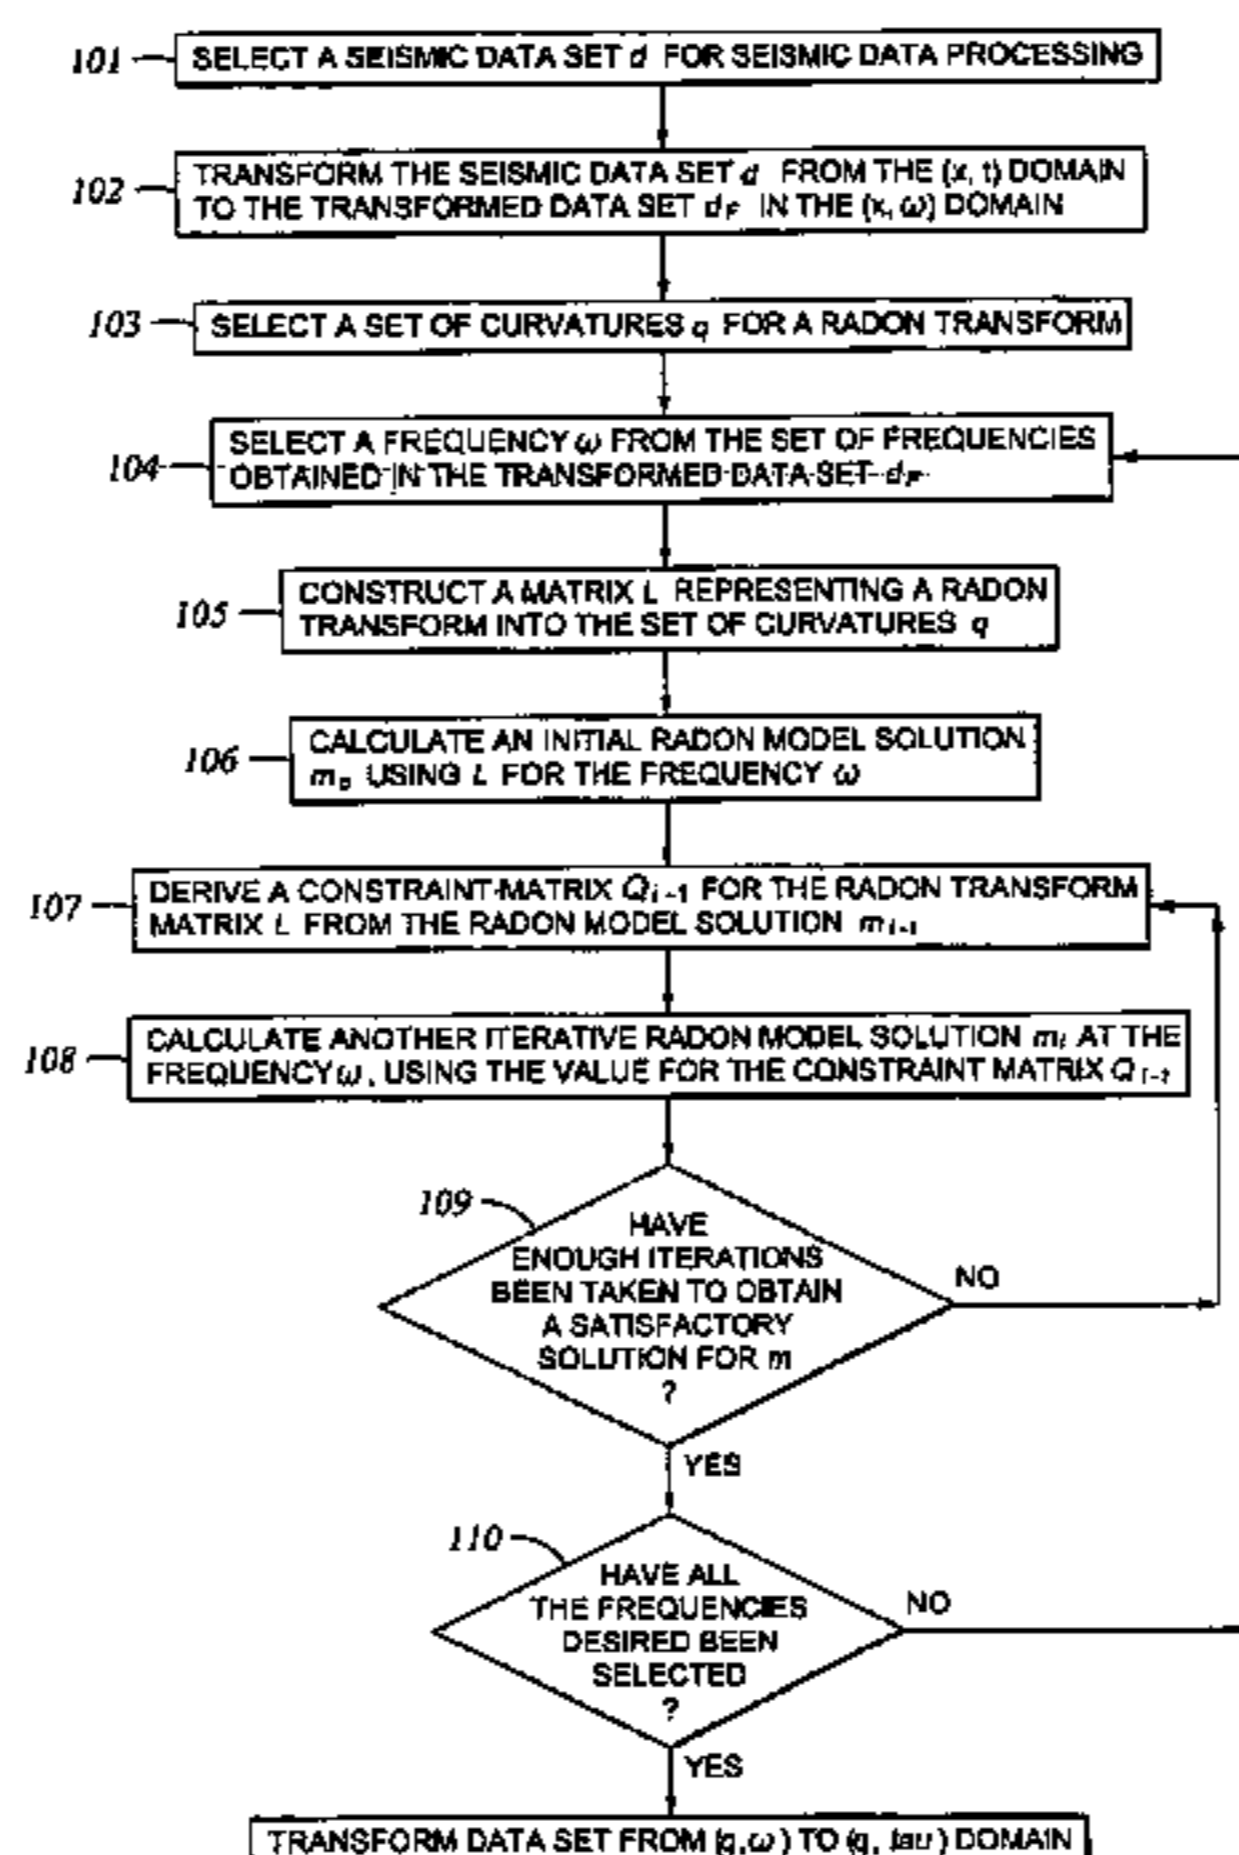 101
SELECT A SEISMIC DATA SET d FOR SEISMIC DATA PROCESSING
102
TRANSFORM THE SEISMIC DATA SET d FROM THE (x, t) DOMAIN
TO THE TRANSFORMED DATA SET d_F IN THE (x, ω) DOMAIN
103
SELECT A SET OF CURVATURES q FOR A RADON TRANSFORM
104
SELECT A FREQUENCY ω FROM THE SET OF FREQUENCIES
OBTAINED IN THE TRANSFORMED DATA SET d_F
105
CONSTRUCT A MATRIX L REPRESENTING A RADON
TRANSFORM INTO THE SET OF CURVATURES q
106
CALCULATE AN INITIAL RADON MODEL SOLUTION
m_0 USING L FOR THE FREQUENCY ω
107
DERIVE A CONSTRAINT MATRIX Q_i-1 FOR THE RADON TRANSFORM
MATRIX L FROM THE RADON MODEL SOLUTION m_i-1
108
CALCULATE ANOTHER ITERATIVE RADON MODEL SOLUTION m_i AT THE
FREQUENCY ω, USING THE VALUE FOR THE CONSTRAINT MATRIX Q_i-1
109
HAVE
ENOUGH ITERATIONS
BEEN TAKEN TO OBTAIN
A SATISFACTORY
SOLUTION FOR m
?
NO
YES
110
HAVE ALL
THE FREQUENCIES
DESIRED BEEN
SELECTED
?
NO
YES
TRANSFORM DATA SET FROM (q,ω) TO (q, tau) DOMAIN